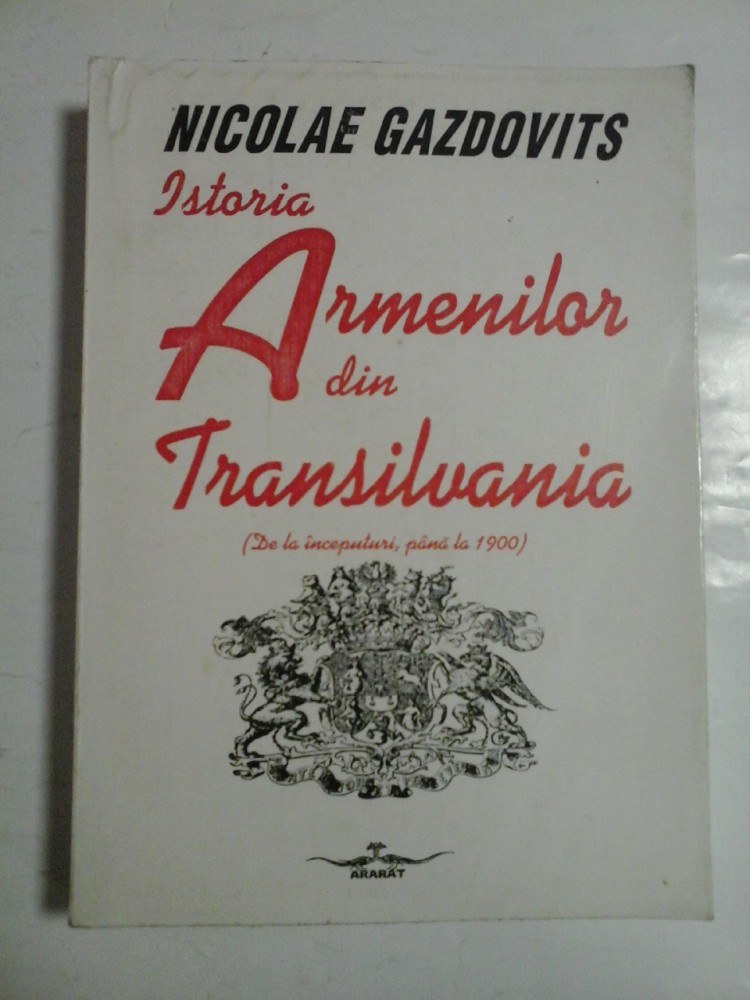 NICOLAE GAZDOVITS
Istoria
Armenilor
din
Transilvania
(De la începuturi, până la 1900)
ARARAT